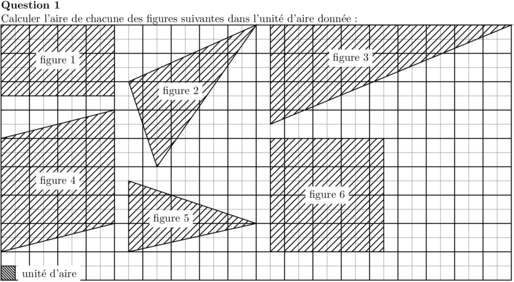 Question 1
Calculer l'aire de chacune des figures suivantes dans l'unité d'aire donnée :
figure 1
figure 2
figure 3
figure 4
figure 5
figure 6
unité d'aire